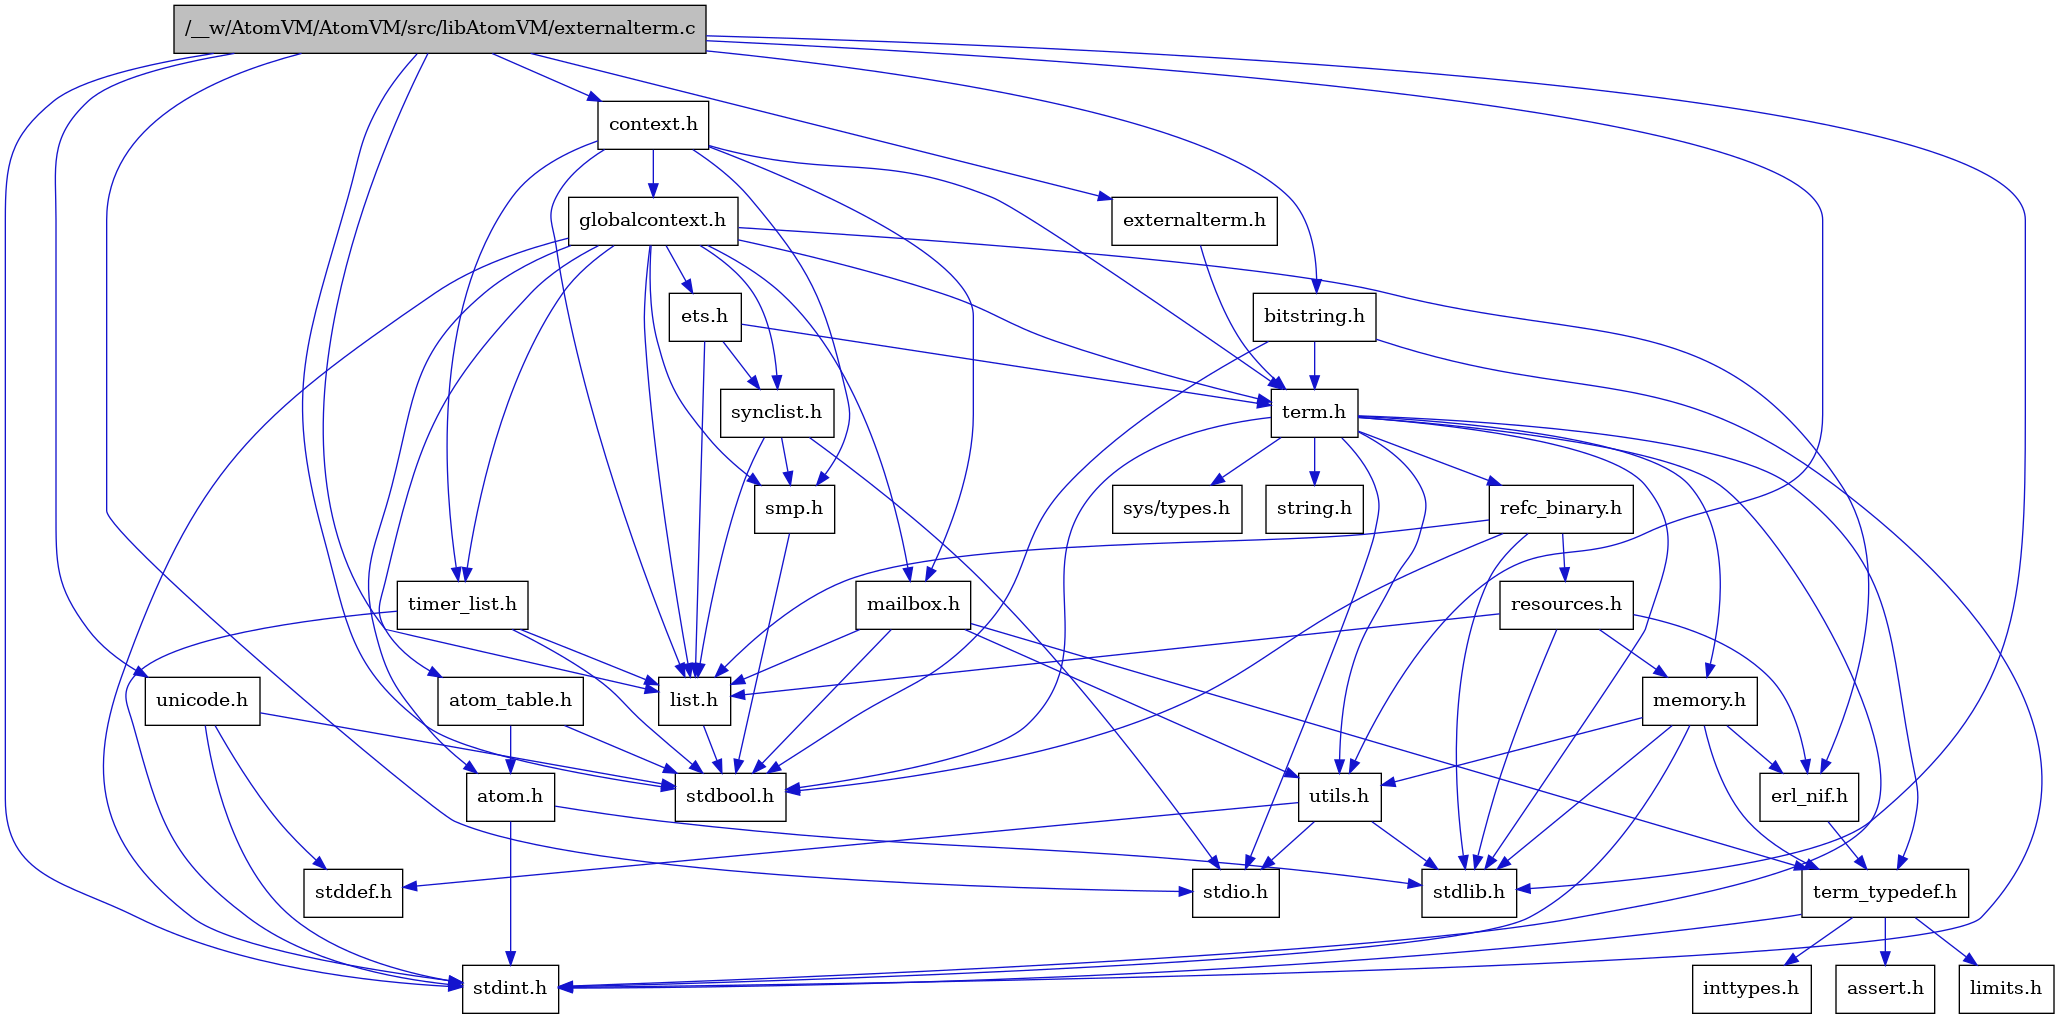 /__w/AtomVM/AtomVM/src/libAtomVM/externalterm.c
context.h
globalcontext.h
externalterm.h
ets.h
bitstring.h
synclist.h
term.h
smp.h
sys/types.h
string.h
refc_binary.h
timer_list.h
mailbox.h
resources.h
unicode.h
atom_table.h
list.h
memory.h
atom.h
stdbool.h
utils.h
erl_nif.h
stddef.h
stdio.h
stdlib.h
term_typedef.h
stdint.h
inttypes.h
assert.h
limits.h